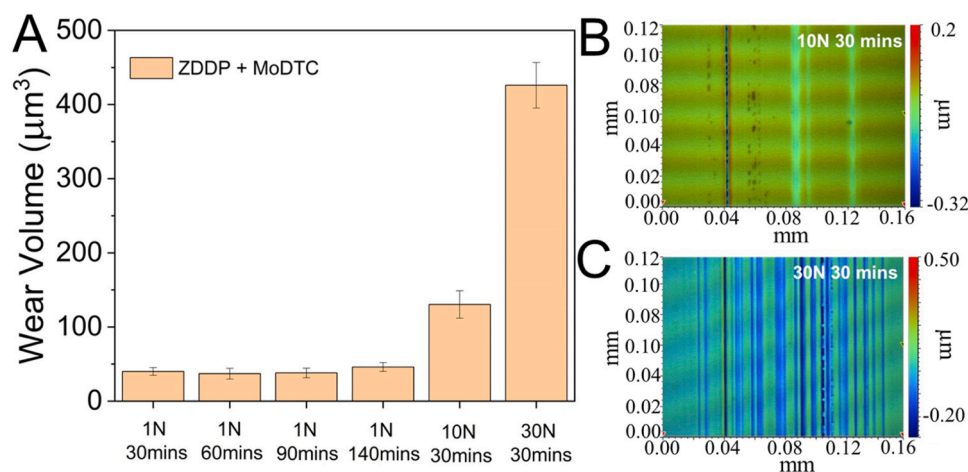 A
Wear Volume (μm³)
500
400
300
200
100
0
ZDDP + MoDTC
1N
30mins
1N
60mins
1N
90mins
1N
140mins
10N
30mins
30N
30mins
B
10N 30 mins
mm
0.12
0.10
0.08
0.10
0.04
0.02
0.00
0.00 0.04 0.08 0.12 0.16
mm
0.2
μm
-0.32
C
30N 30 mins
mm
0.12
0.10
0.08
0.10
0.04
0.02
0.00
0.00 0.04 0.08 0.12 0.16
mm
0.50
μm
-0.20